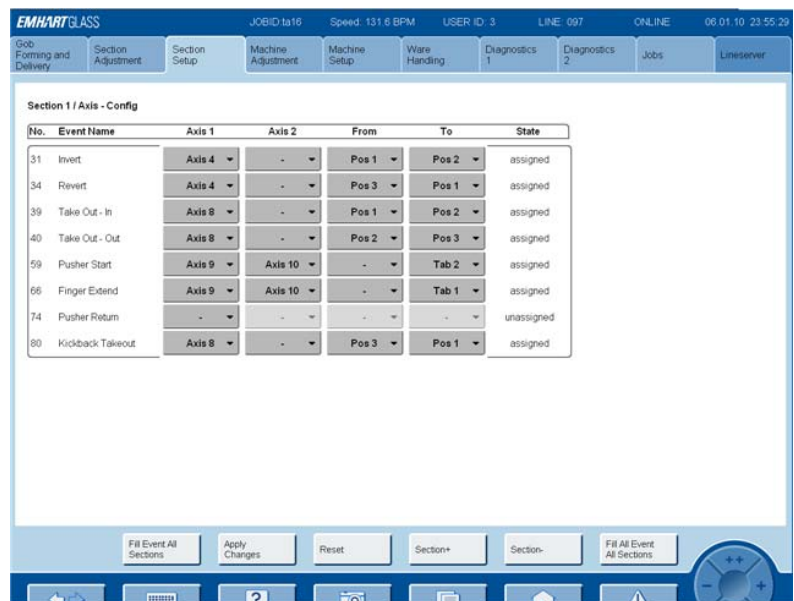 EMHART GLASS JOBID:ta16 Speed: 131.6 BPM USER ID: 3 LINE: 097 ONLINE 06.01.10 23:55:29
Gob Forming and Delivery
Section Adjustment
Section Setup
Machine Adjustment
Machine Setup
Ware Handling
Diagnostics 1
Diagnostics 2
Jobs
Lineserver
Section 1 / Axis - Config
No. Event Name Axis 1 Axis 2 From To State
31 Invert Axis 4 - Pos 1 Pos 2 assigned
34 Revert Axis 4 - Pos 3 Pos 1 assigned
39 Take Out - In Axis 8 - Pos 1 Pos 2 assigned
40 Take Out - Out Axis 8 - Pos 2 Pos 3 assigned
59 Pusher Start Axis 9 Axis 10 - Tab 2 assigned
66 Finger Extend Axis 9 Axis 10 - Tab 1 assigned
74 Pusher Return - - - - unassigned
80 Kickback Takeout Axis 8 - Pos 3 Pos 1 assigned
Fill Event All Sections
Apply Changes
Reset
Section+
Section-
Fill All Event All Sections
++
- +
?